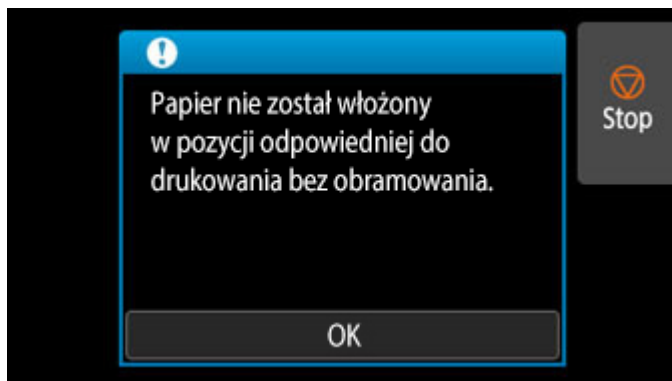 Papier nie został włożony
w pozycji odpowiedniej do
drukowania bez obramowania.
OK
Stop